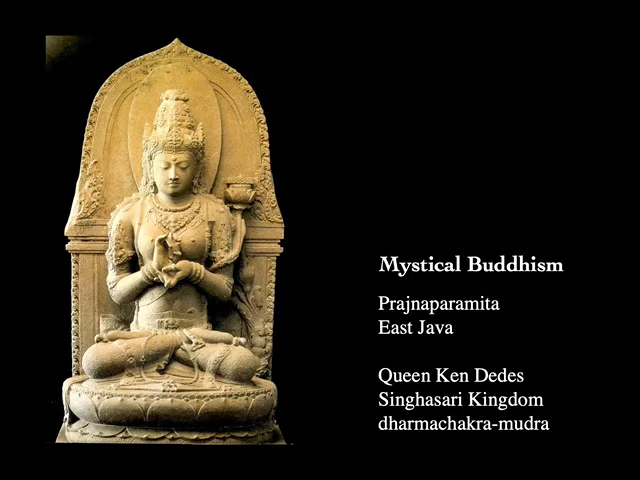 Mystical Buddhism
Prajnaparamita
East Java
Queen Ken Dedes
Singhasari Kingdom
dharmachakra-mudra